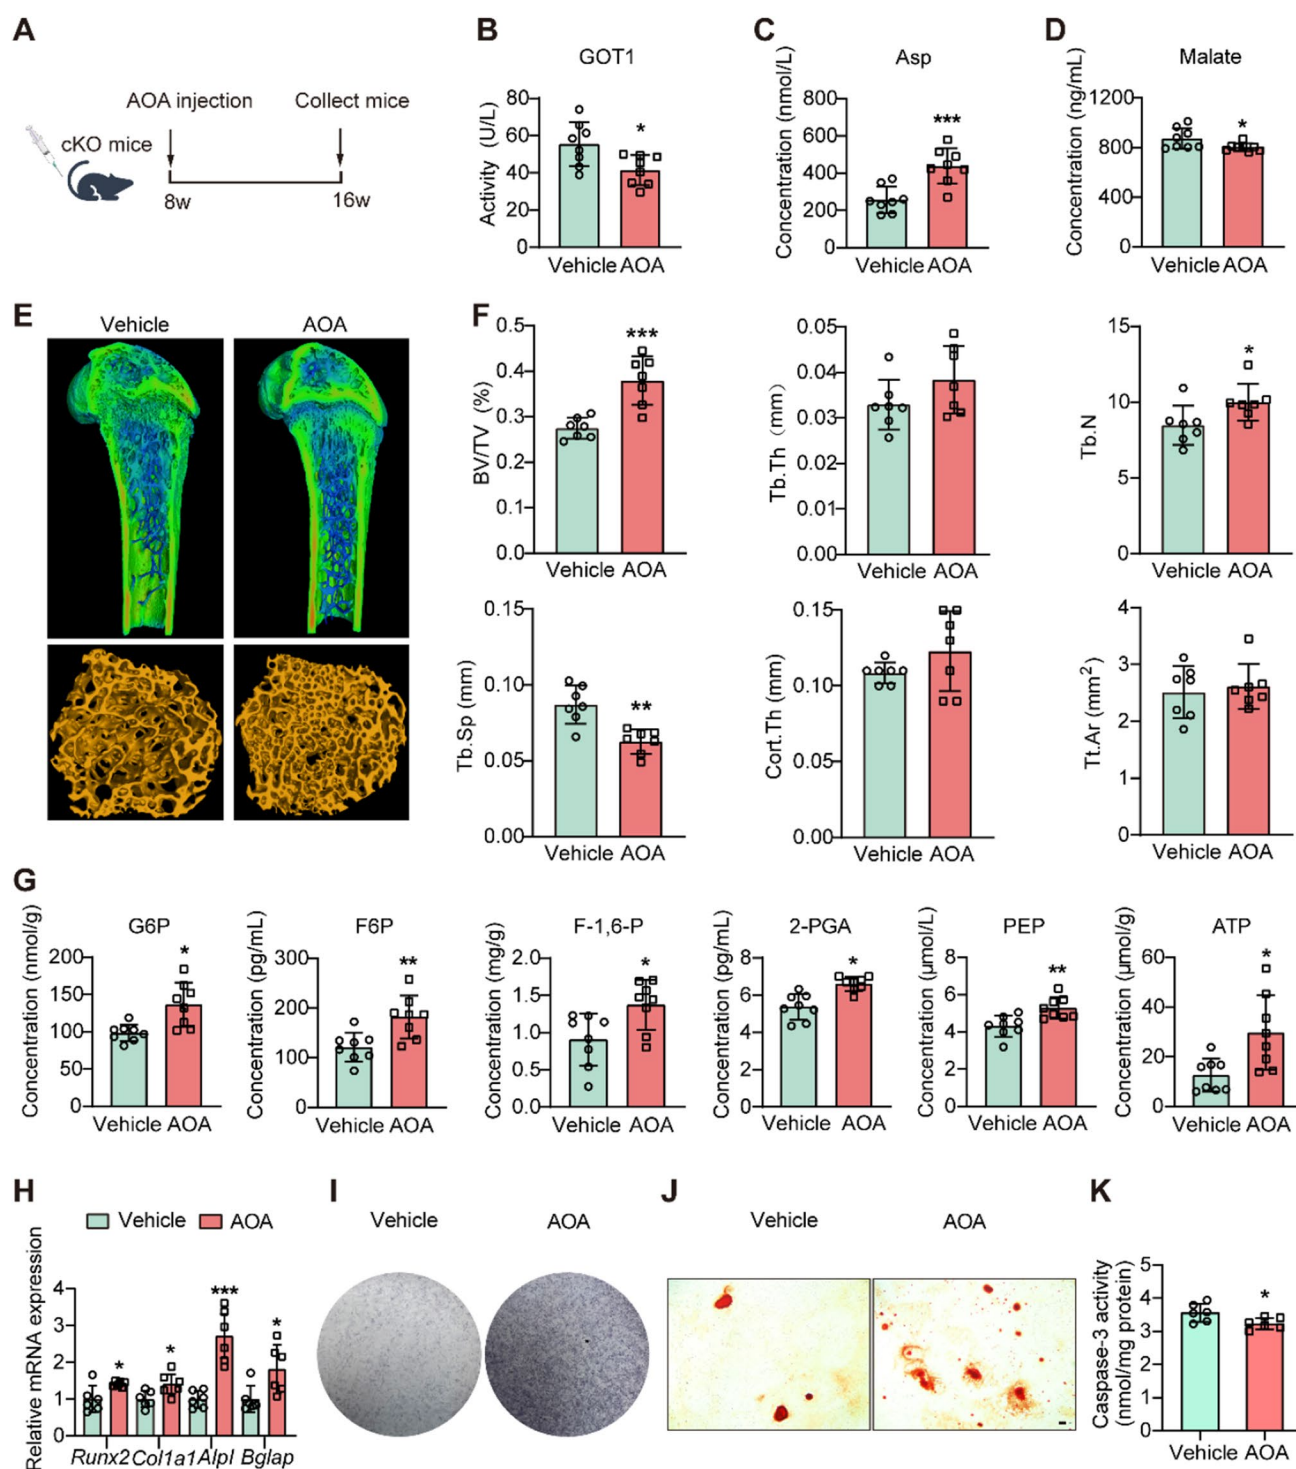 A
AOA injection
Collect mice
cKO mice
8w
16w
B
GOT1
Activity (U/L)
80
60
40
20
0
*
Vehicle AOA
C
Asp
Concentration (nmol/L)
800
600
400
200
0
***
Vehicle AOA
D
Malate
Concentration (ng/mL)
1200
800
400
0
*
Vehicle AOA
E
Vehicle
AOA
F
BV/TV (%)
0.5
0.4
0.3
0.2
0.1
0.0
***
Vehicle AOA
Tb.Th (mm)
0.05
0.04
0.03
0.02
0.01
0.00
Vehicle AOA
Tb.N
15
10
5
0
*
Vehicle AOA
Tb.Sp (mm)
0.15
0.10
0.05
0.00
**
Vehicle AOA
Cort.Th (mm)
0.15
0.10
0.05
0.00
Vehicle AOA
Tt.Ar (mm²)
4
3
2
1
0
Vehicle AOA
G
G6P
Concentration (nmol/g)
200
150
100
50
0
*
Vehicle AOA
F6P
Concentration (pg/mL)
300
200
100
0
**
Vehicle AOA
F-1,6-P
Concentration (mg/g)
2.0
1.5
1.0
0.5
0.0
*
Vehicle AOA
2-PGA
Concentration (pg/mL)
8
6
4
2
0
*
Vehicle AOA
PEP
Concentration (μmol/L)
8
6
4
2
0
**
Vehicle AOA
ATP
Concentration (μmol/g)
60
40
20
0
*
Vehicle AOA
H
Vehicle AOA
Relative mRNA expression
4
3
2
1
0
*
*
***
*
Runx2 Col1a1 Alpl Bglap
I
Vehicle
AOA
J
Vehicle
AOA
K
Caspase-3 activity
(nmol/mg protein)
5
4
3
2
1
0
*
Vehicle AOA